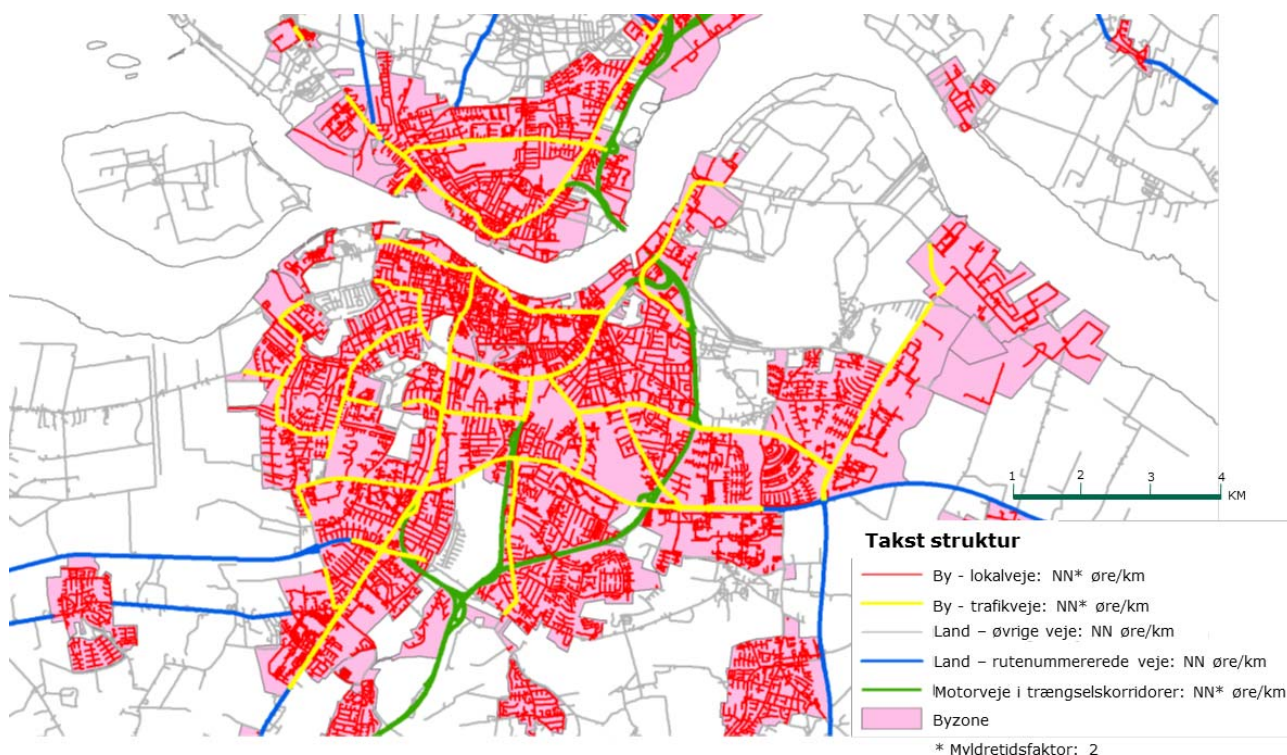 1 2 3 4
KM
Takst struktur
By - lokalveje: NN* øre/km
By - trafikveje: NN* øre/km
Land – øvrige veje: NN øre/km
Land – rutenummererede veje: NN øre/km
Motorveje i trængselskorridorer: NN* øre/km
Byzone
* Myldretidsfaktor: 2